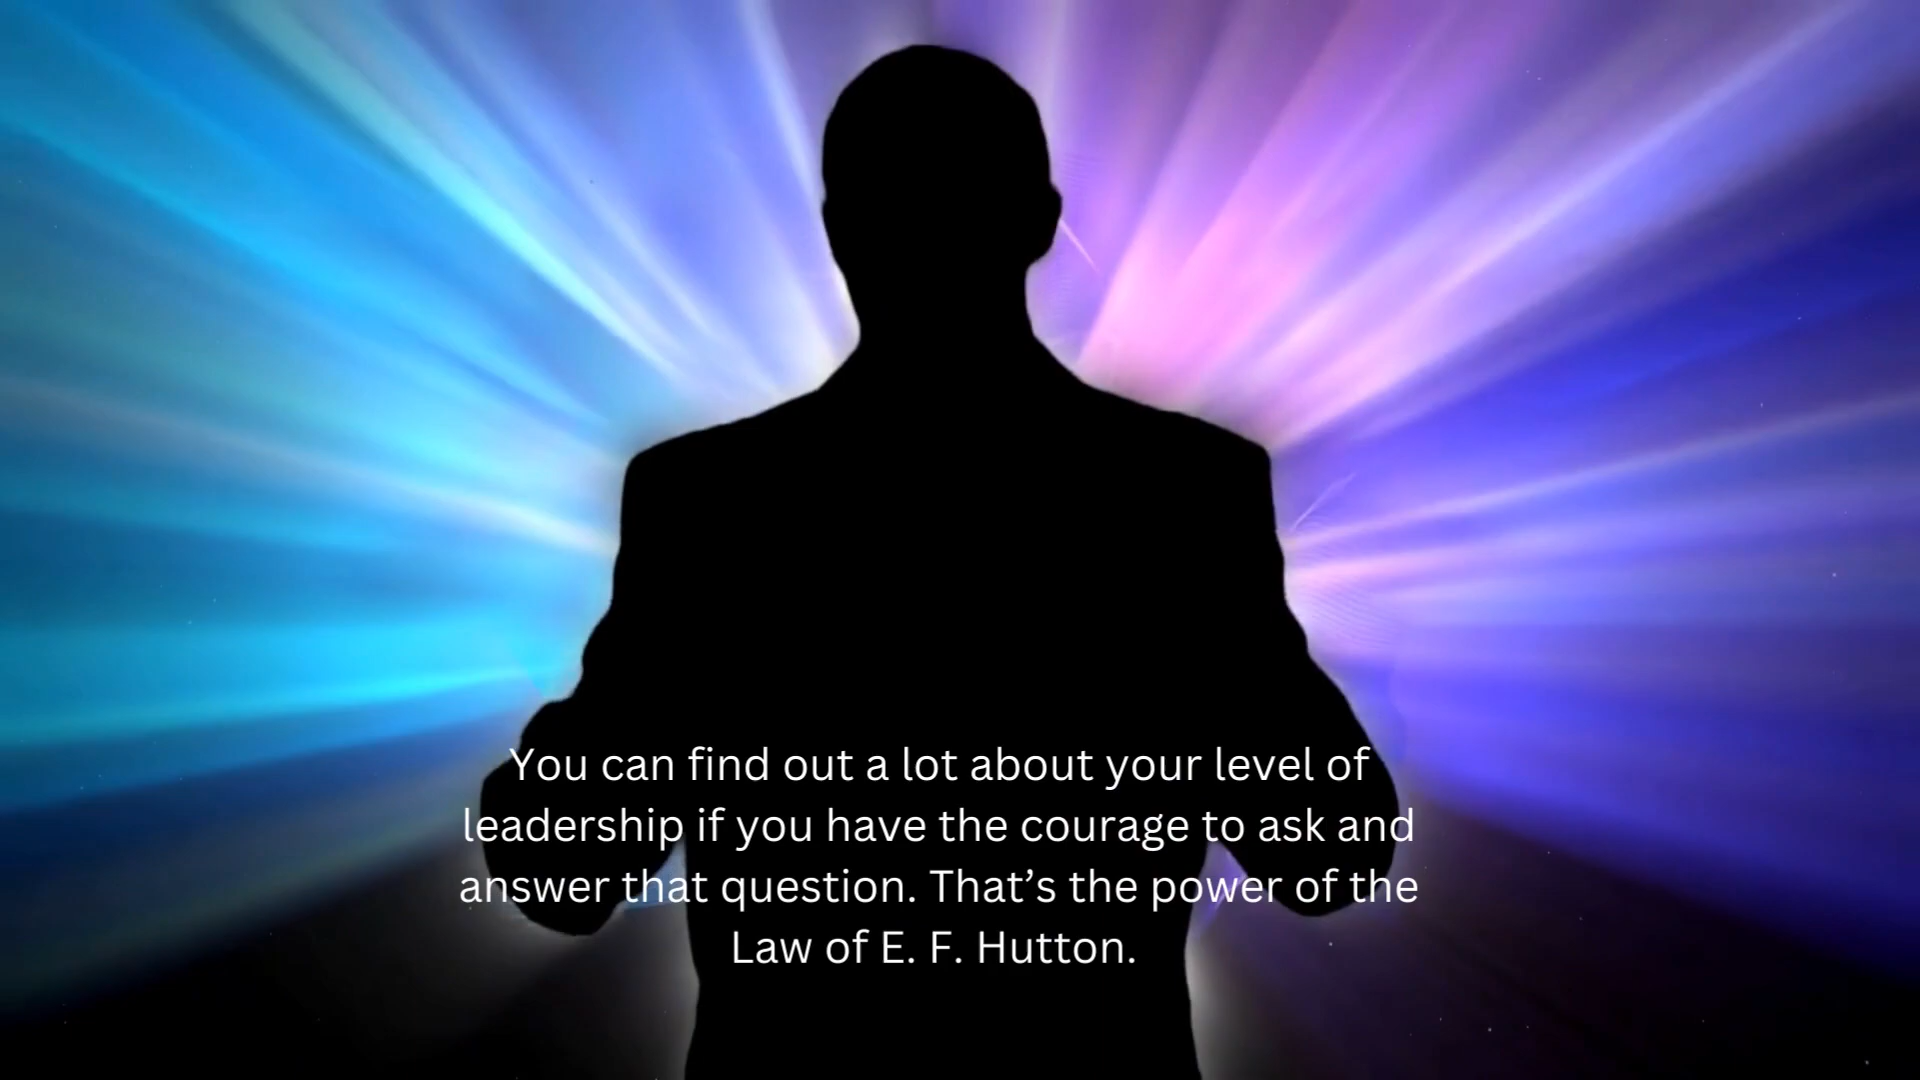 You can find out a lot about your level of
leadership if you have the courage to ask and
answer that question. That’s the power of the
Law of E. F. Hutton.